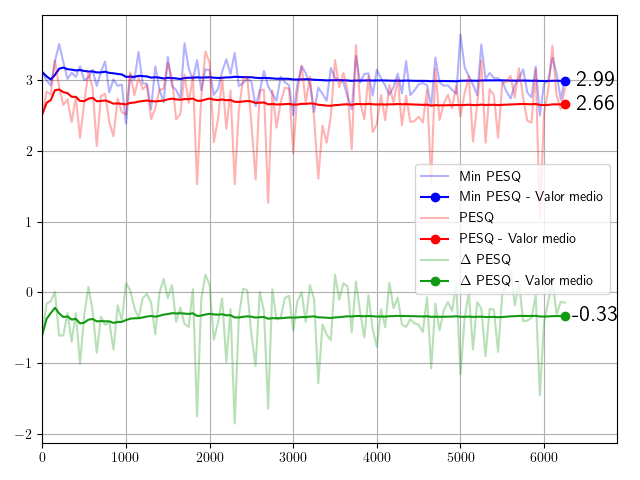 3
2
1
0
−1
−2
0
1000
2000
3000
4000
5000
6000
2.99
2.66
Min PESQ
Min PESQ - Valor medio
PESQ
PESQ - Valor medio
Δ PESQ
Δ PESQ - Valor medio
-0.33